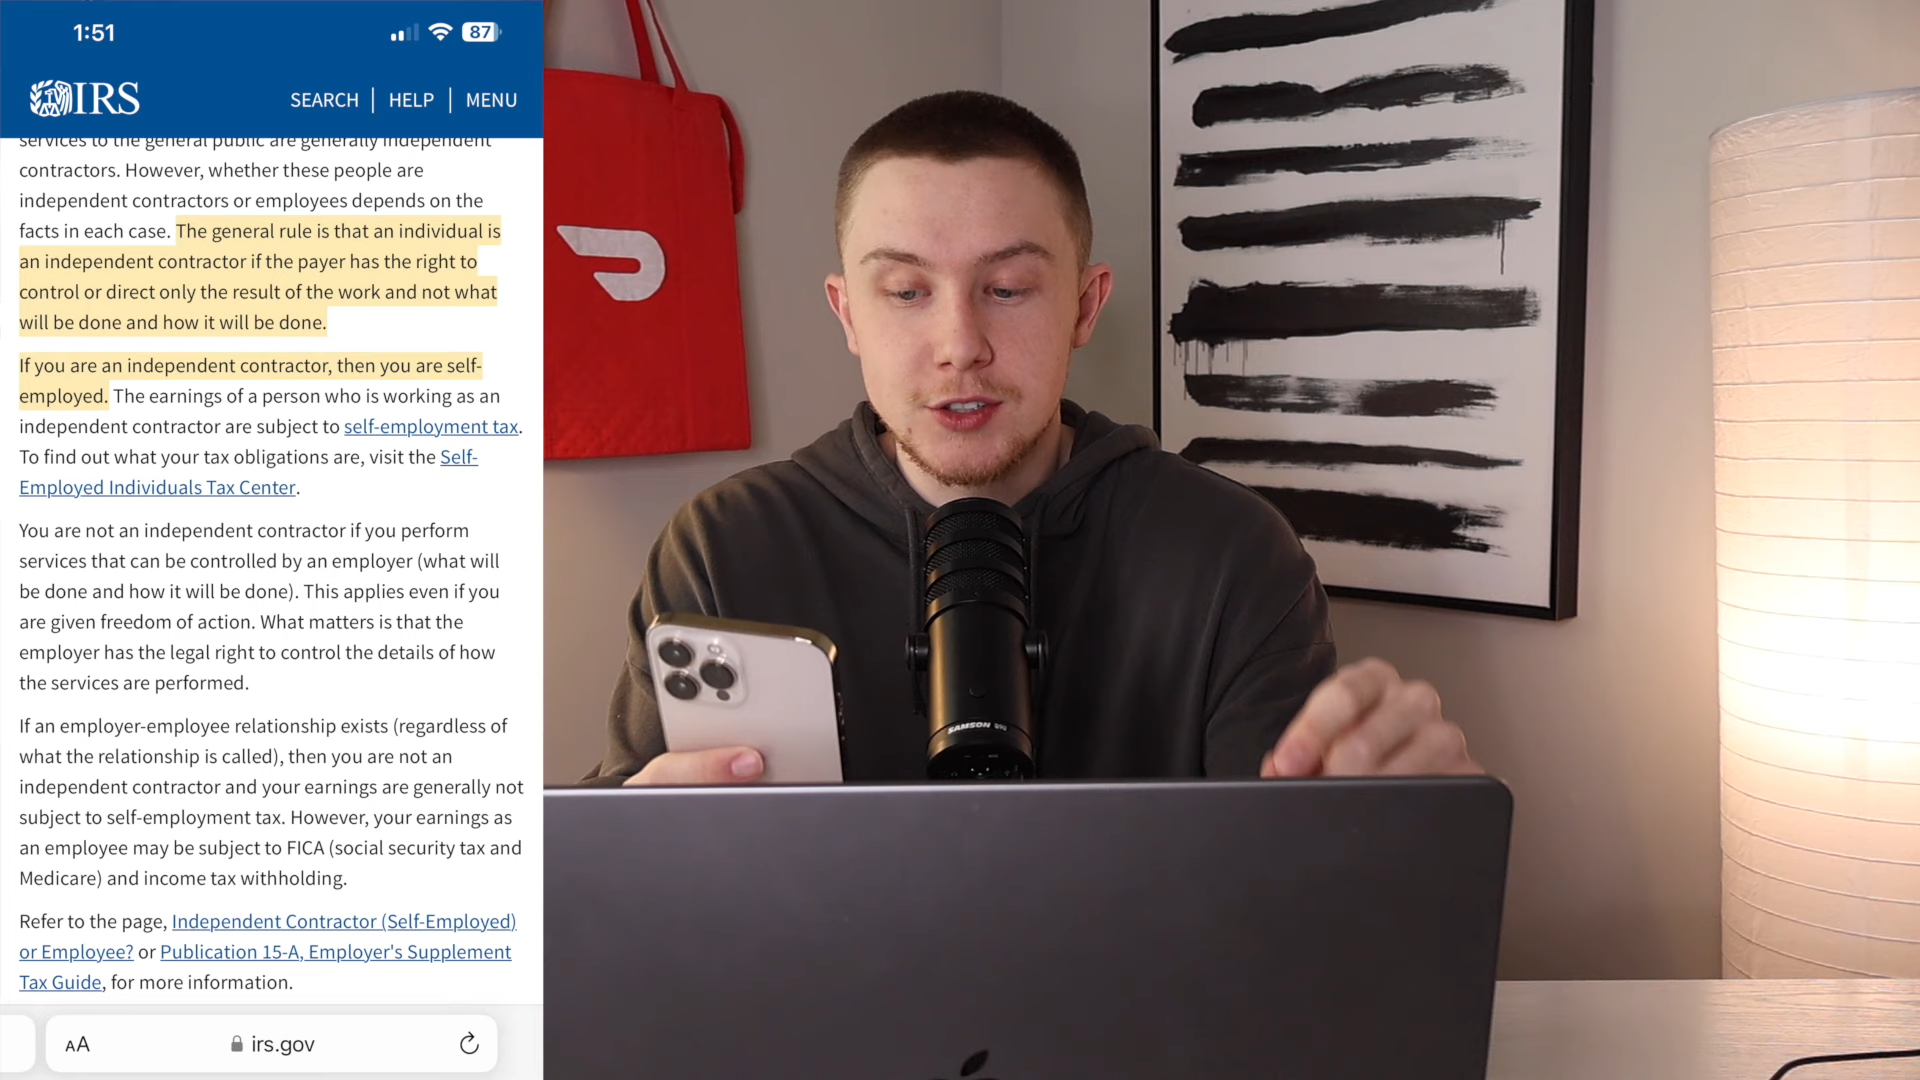 1:51
87
IRS
SEARCH | HELP | MENU
services to the general public are generally independent
contractors. However, whether these people are
independent contractors or employees depends on the
facts in each case. The general rule is that an individual is
an independent contractor if the payer has the right to
control or direct only the result of the work and not what
will be done and how it will be done.
If you are an independent contractor, then you are self-
employed. The earnings of a person who is working as an
independent contractor are subject to self-employment tax.
To find out what your tax obligations are, visit the Self-
Employed Individuals Tax Center.
You are not an independent contractor if you perform
services that can be controlled by an employer (what will
be done and how it will be done). This applies even if you
are given freedom of action. What matters is that the
employer has the legal right to control the details of how
the services are performed.
If an employer-employee relationship exists (regardless of
what the relationship is called), then you are not an
independent contractor and your earnings are generally not
subject to self-employment tax. However, your earnings as
an employee may be subject to FICA (social security tax and
Medicare) and income tax withholding.
Refer to the page, Independent Contractor (Self-Employed)
or Employee? or Publication 15-A, Employer's Supplement
Tax Guide, for more information.
AA
irs.gov
SAMSON